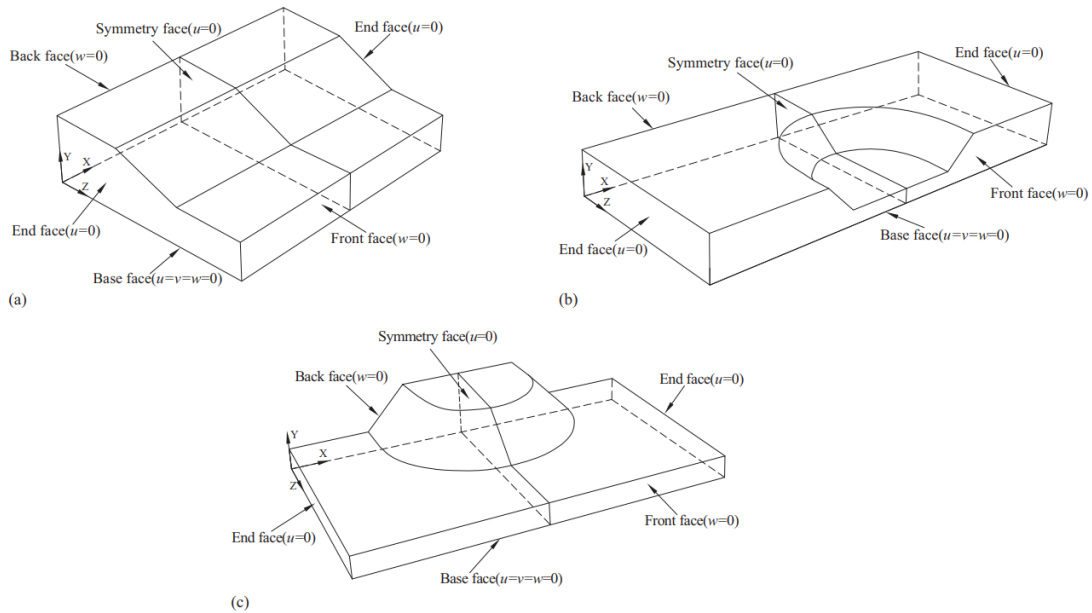 Symmetry face(u=0)
End face(u=0)
Back face(w=0)
Y
X
Z
End face(u=0)
Front face(w=0)
Base face(u=v=w=0)
(a)
End face(u=0)
Symmetry face(u=0)
Back face(w=0)
Y
X
Z
Front face(w=0)
End face(u=0)
Base face(u=v=w=0)
(b)
Symmetry face(u=0)
Back face(w=0)
End face(u=0)
Y
X
Z
End face(u=0)
Front face(w=0)
Base face(u=v=w=0)
(c)